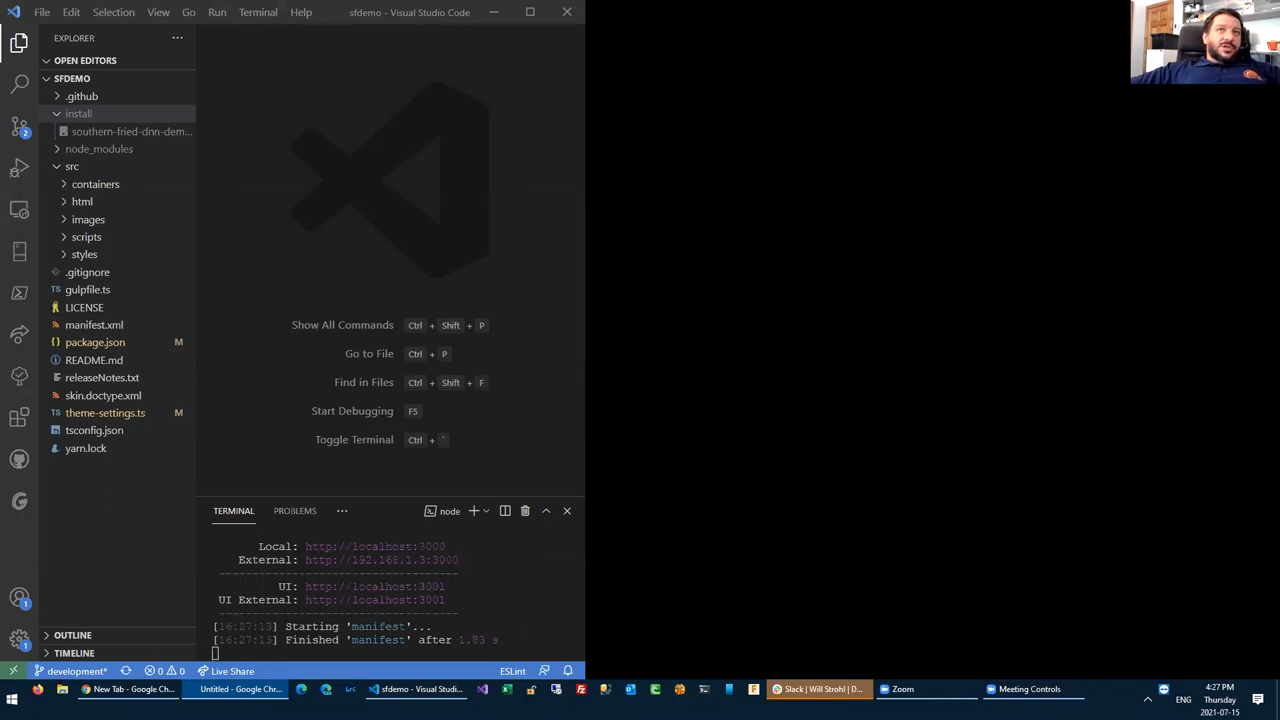 File Edit Selection View Go Run Terminal Help sfdemo - Visual Studio Code
EXPLORER
OPEN EDITORS
SFDEMO
.github
install
southern-fried-dnn-dem...
node_modules
src
containers
html
images
scripts
styles
.gitignore
gulpfile.ts
LICENSE
manifest.xml
package.json M
README.md
releaseNotes.txt
skin.doctype.xml
theme-settings.ts M
tsconfig.json
yarn.lock
OUTLINE
TIMELINE
2
1
1
Show All Commands Ctrl + Shift + P
Go to File Ctrl + P
Find in Files Ctrl + Shift + F
Start Debugging F5
Toggle Terminal Ctrl + `
TERMINAL PROBLEMS ... node
Local: http://localhost:3000
External: http://192.168.1.3:3000
----------------------------------
UI: http://localhost:3001
UI External: http://localhost:3001
----------------------------------
[16:27:13] Starting 'manifest'...
[16:27:13] Finished 'manifest' after 1.83 s
development* 0 0 Live Share ESLint
New Tab - Google Ch... Untitled - Google Chr... sfdemo - Visual Studi... Slack | Will Strohl | D... Zoom Meeting Controls
ENG
4:27 PM
Thursday
2021-07-15